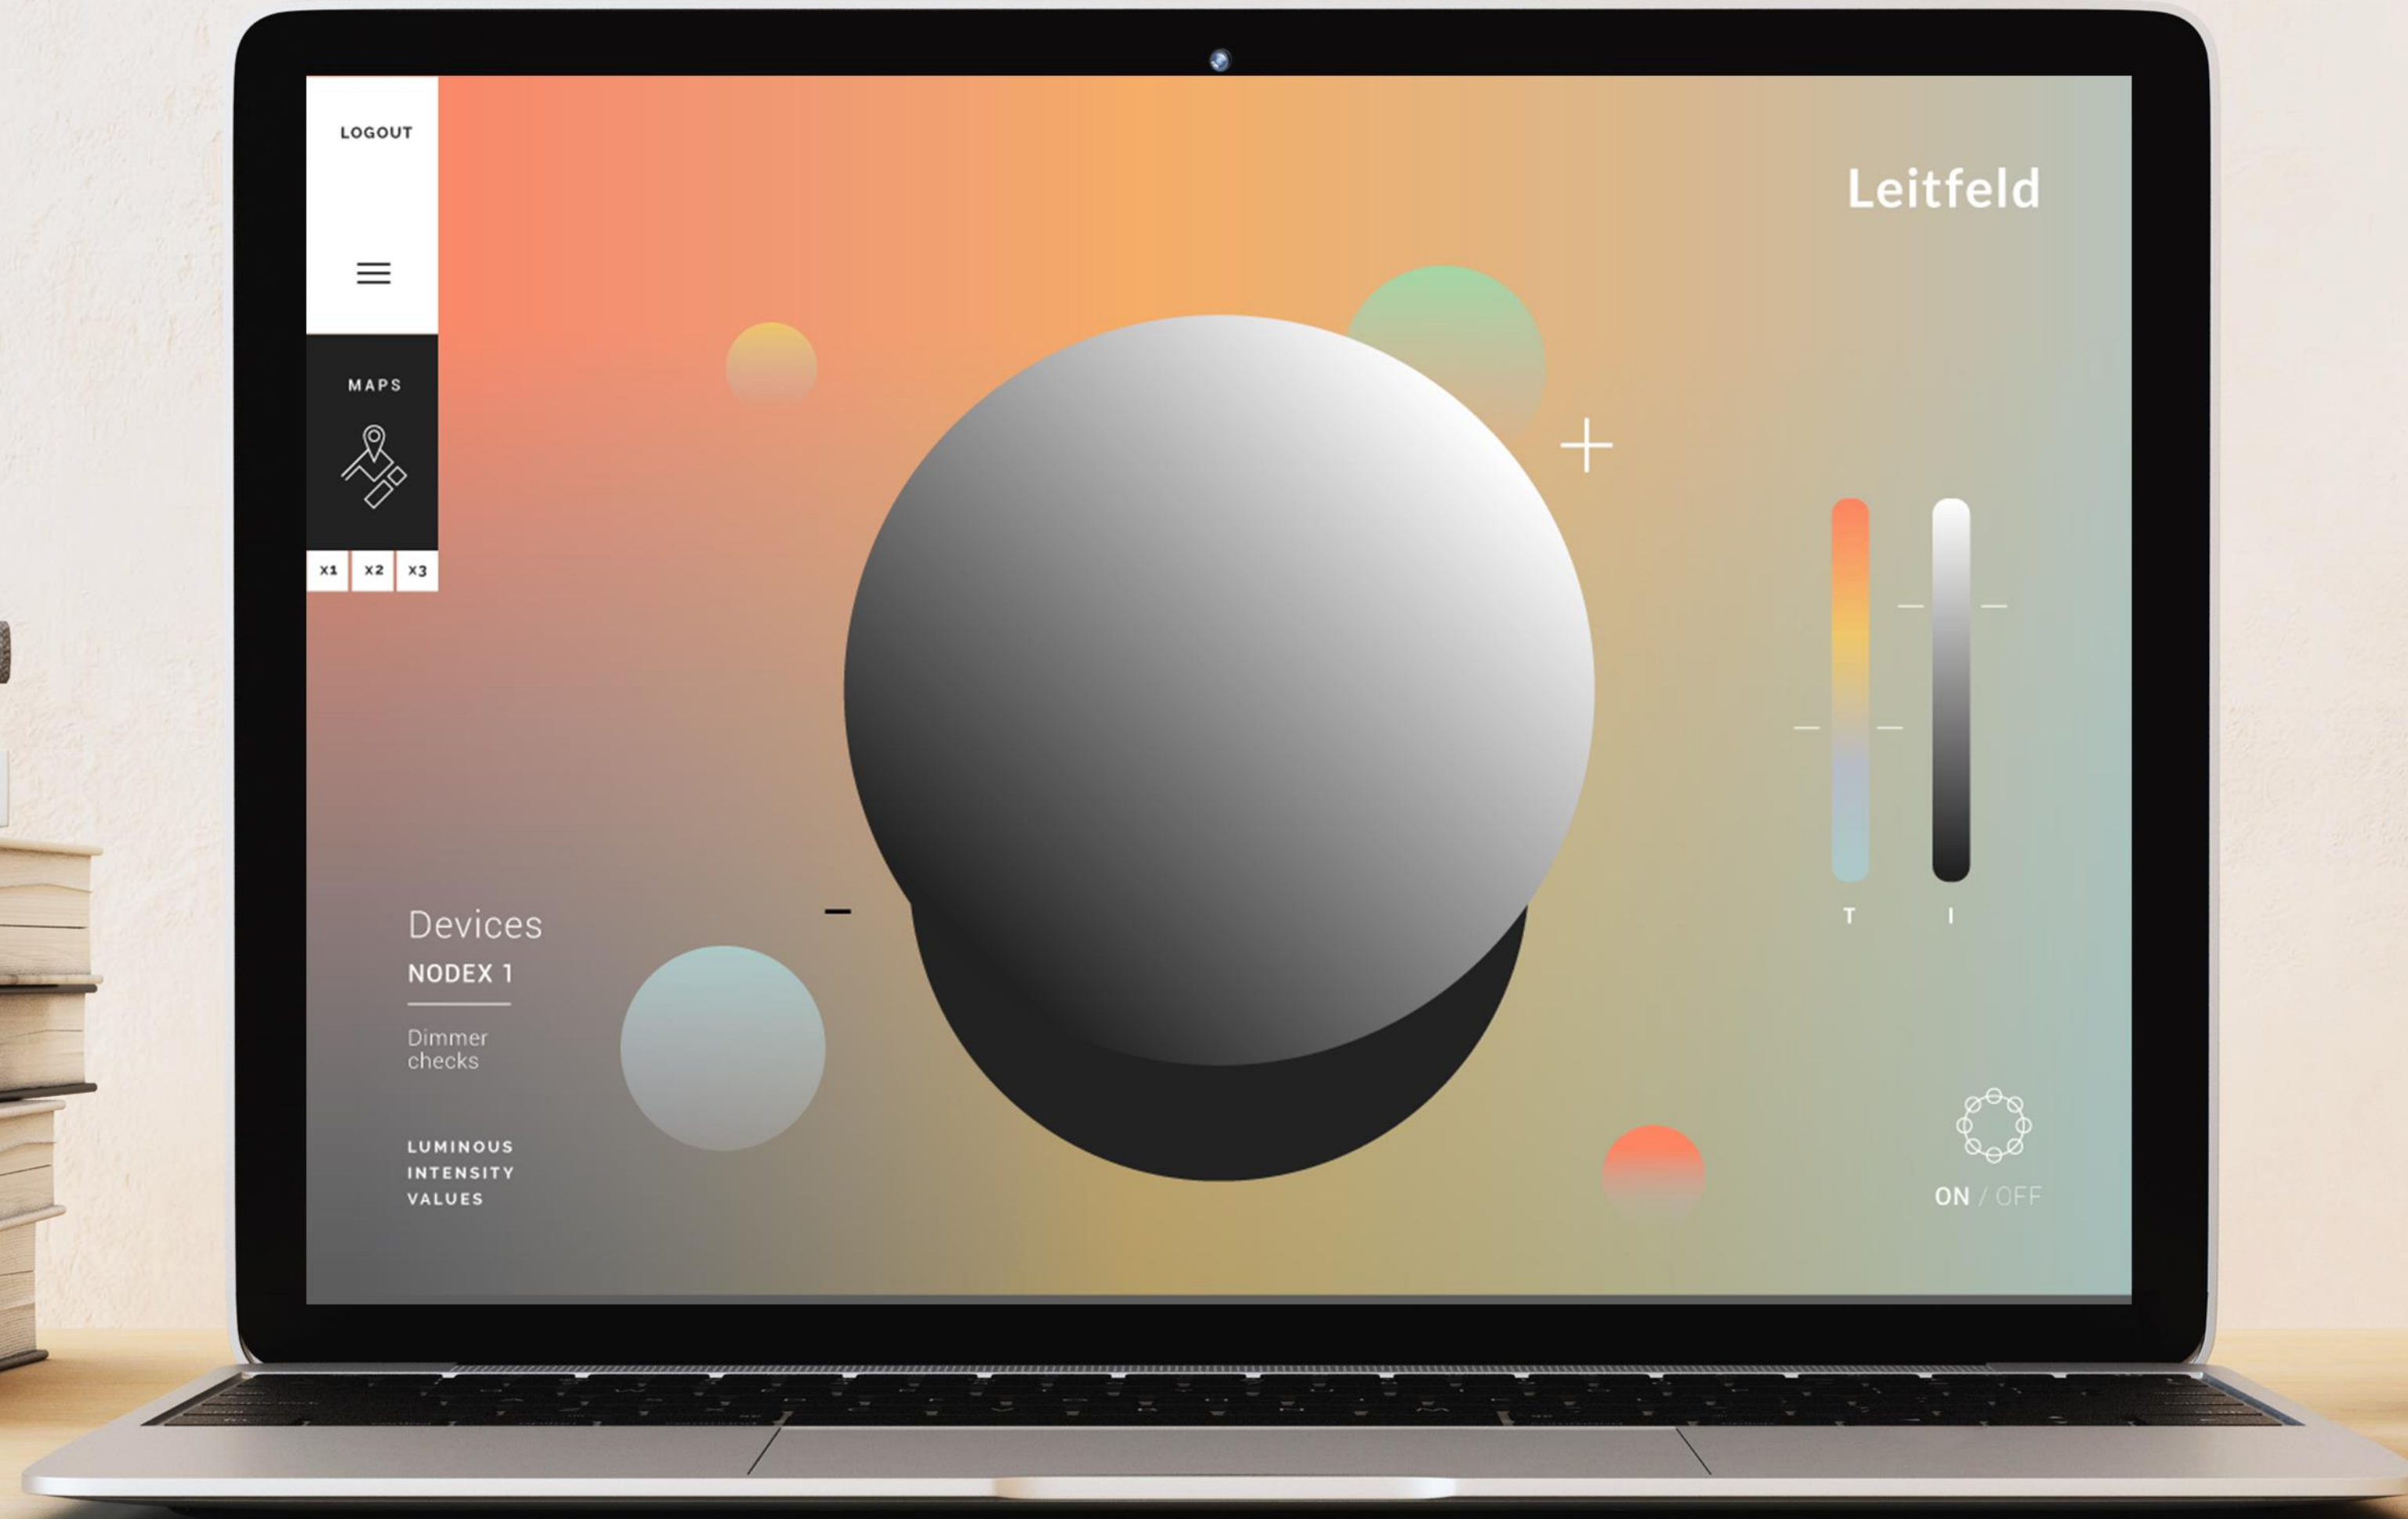 LOGOUT
Leitfeld
MAPS
x1 x2 x3
T I
Devices
NODEX 1
Dimmer
checks
LUMINOUS
INTENSITY
VALUES
ON / OFF